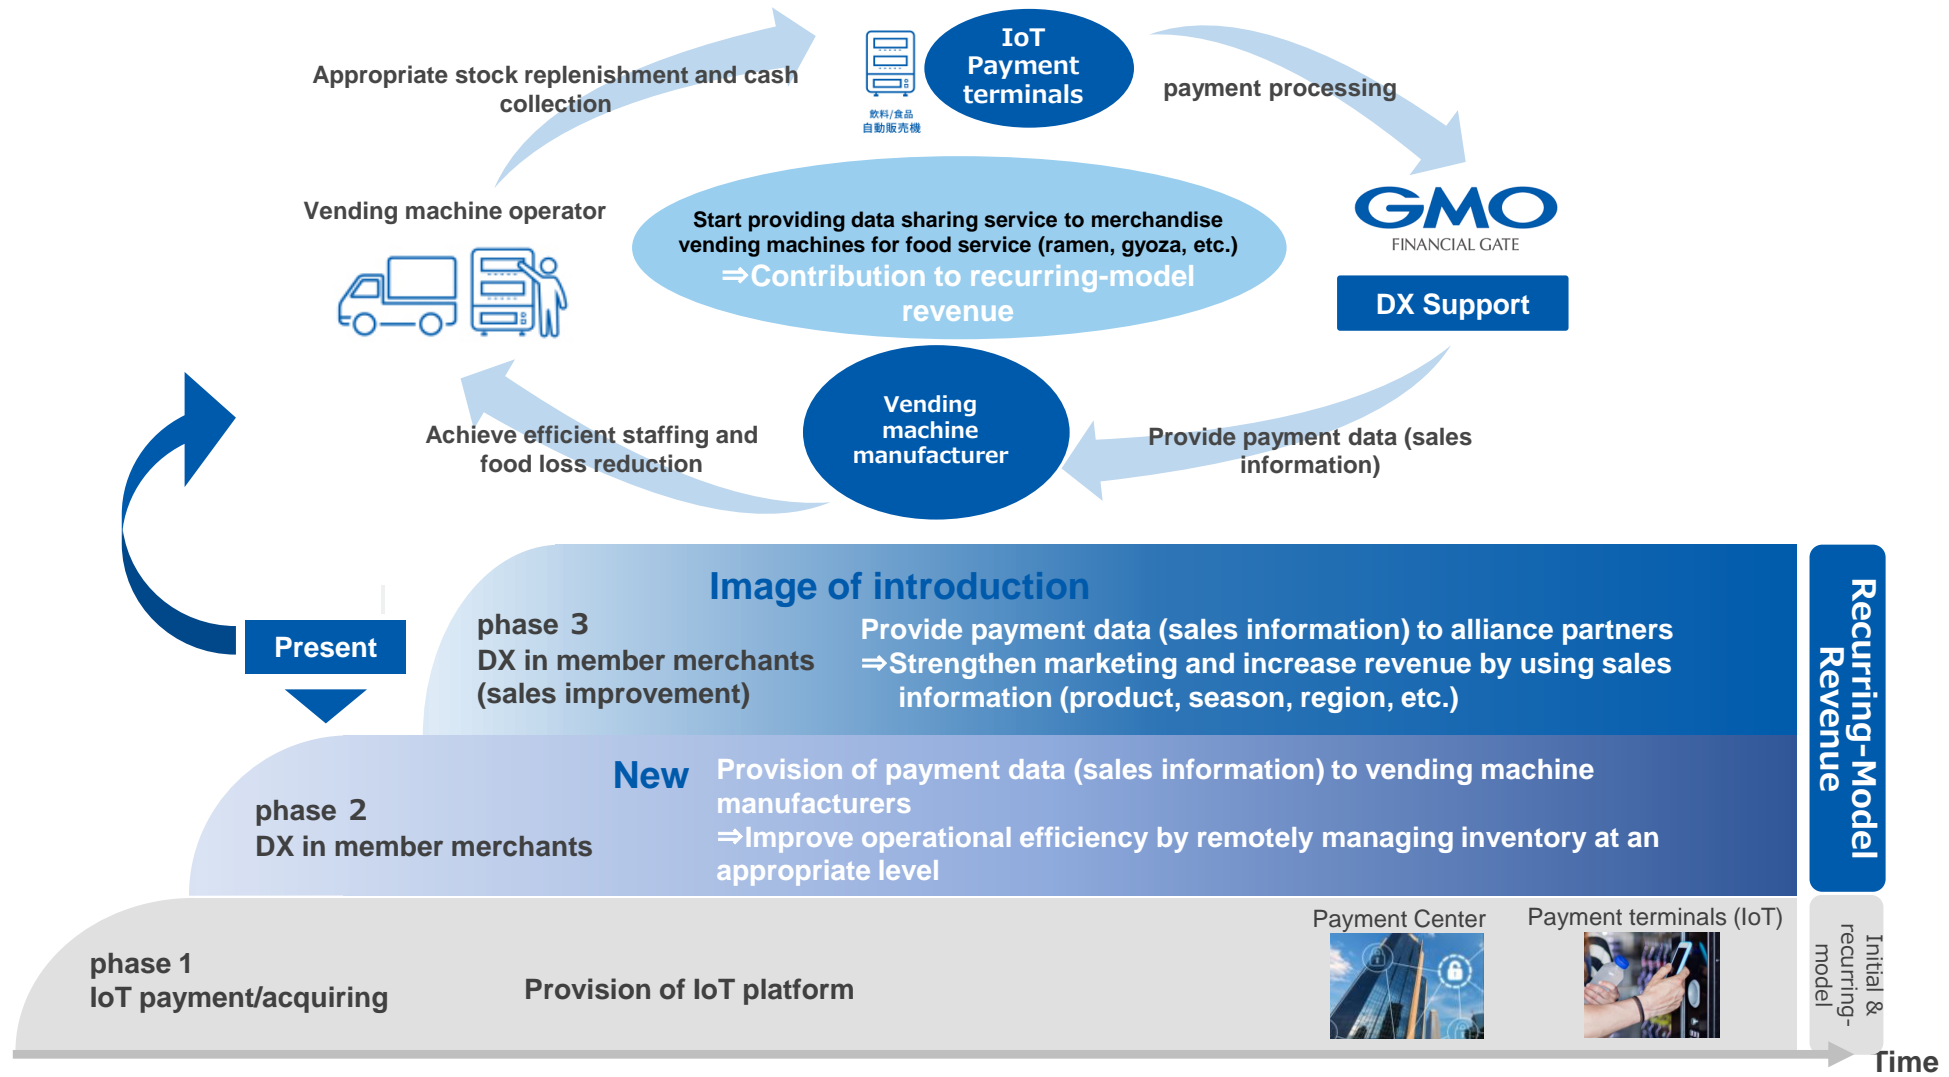 IoT
Payment
terminals
飲料/食品
自動販売機
Appropriate stock replenishment and cash
collection
payment processing
Vending machine operator
GMO
FINANCIAL GATE
DX Support
Start providing data sharing service to merchandise
vending machines for food service (ramen, gyoza, etc.)
⇒Contribution to recurring-model
revenue
Vending
machine
manufacturer
Achieve efficient staffing and
food loss reduction
Provide payment data (sales
information)
Present
Image of introduction
phase 3
DX in member merchants
(sales improvement)
Provide payment data (sales information) to alliance partners
⇒Strengthen marketing and increase revenue by using sales
information (product, season, region, etc.)
Recurring-Model
Revenue
New
phase 2
DX in member merchants
Provision of payment data (sales information) to vending machine
manufacturers
⇒Improve operational efficiency by remotely managing inventory at an
appropriate level
phase 1
IoT payment/acquiring
Provision of IoT platform
Payment Center
Payment terminals (IoT)
Initial &
recurring-
model
Time